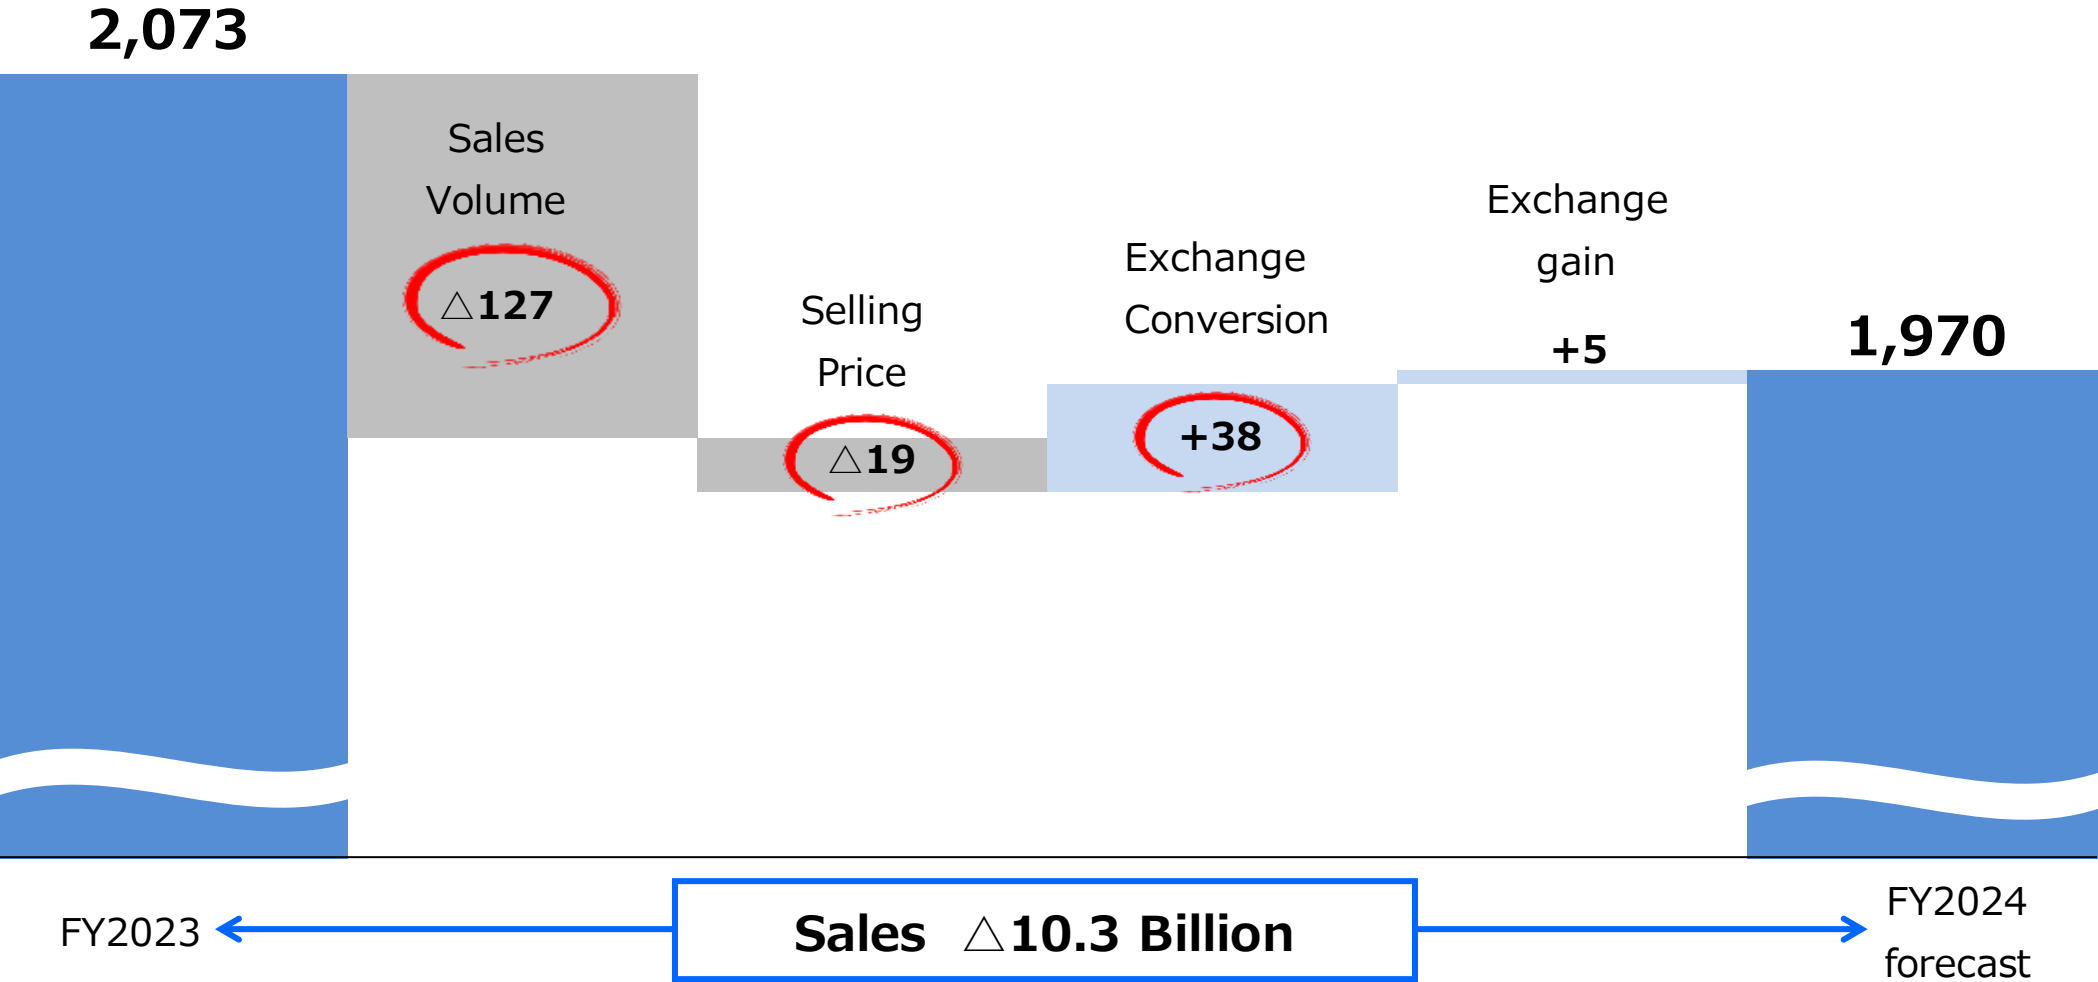 2,073
Sales
Volume
△127
Selling
Price
△19
Exchange
Conversion
+38
Exchange
gain
+5
1,970
FY2023
Sales △10.3 Billion
FY2024
forecast